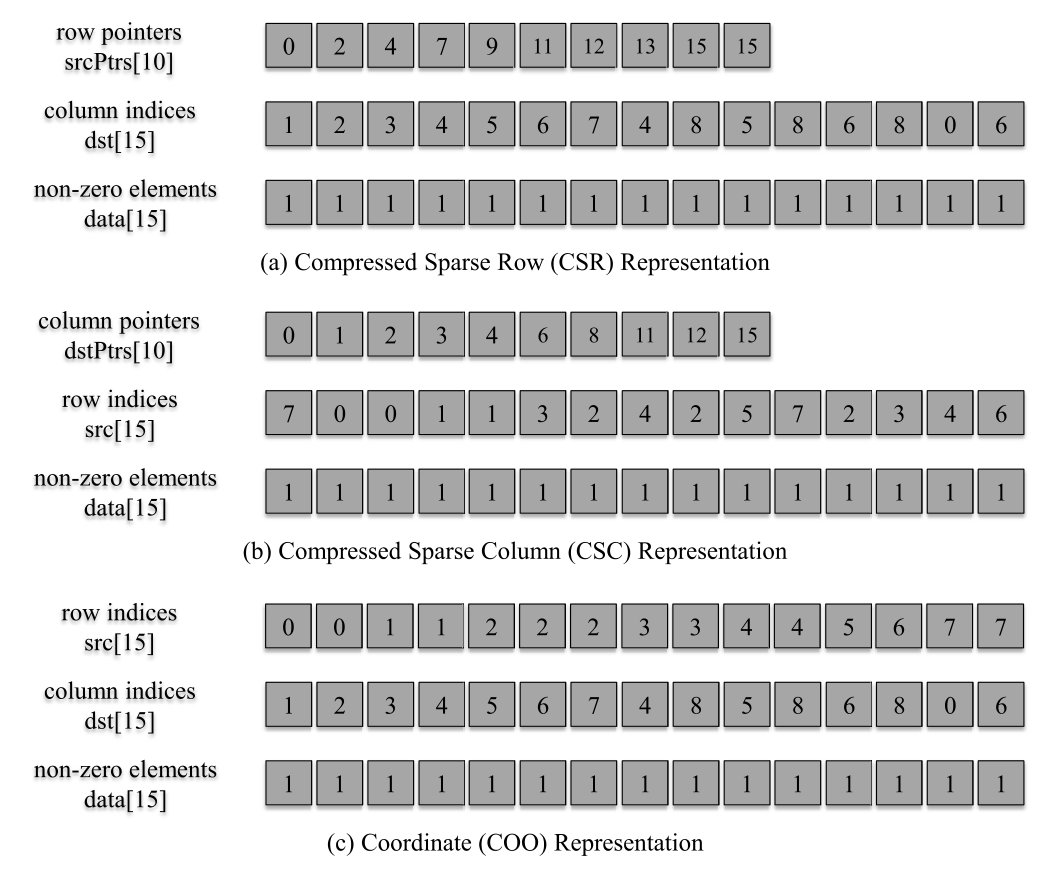 row pointers
srcPtrs[10]
0 2 4 7 9 11 12 13 15 15
column indices
dst[15]
1 2 3 4 5 6 7 4 8 5 8 6 8 0 6
non-zero elements
data[15]
1 1 1 1 1 1 1 1 1 1 1 1 1 1 1
(a) Compressed Sparse Row (CSR) Representation
column pointers
dstPtrs[10]
0 1 2 3 4 6 8 11 12 15
row indices
src[15]
7 0 0 1 1 3 2 4 2 5 7 2 3 4 6
non-zero elements
data[15]
1 1 1 1 1 1 1 1 1 1 1 1 1 1 1
(b) Compressed Sparse Column (CSC) Representation
row indices
src[15]
0 0 1 1 2 2 2 3 3 4 4 5 6 7 7
column indices
dst[15]
1 2 3 4 5 6 7 4 8 5 8 6 8 0 6
non-zero elements
data[15]
1 1 1 1 1 1 1 1 1 1 1 1 1 1 1
(c) Coordinate (COO) Representation